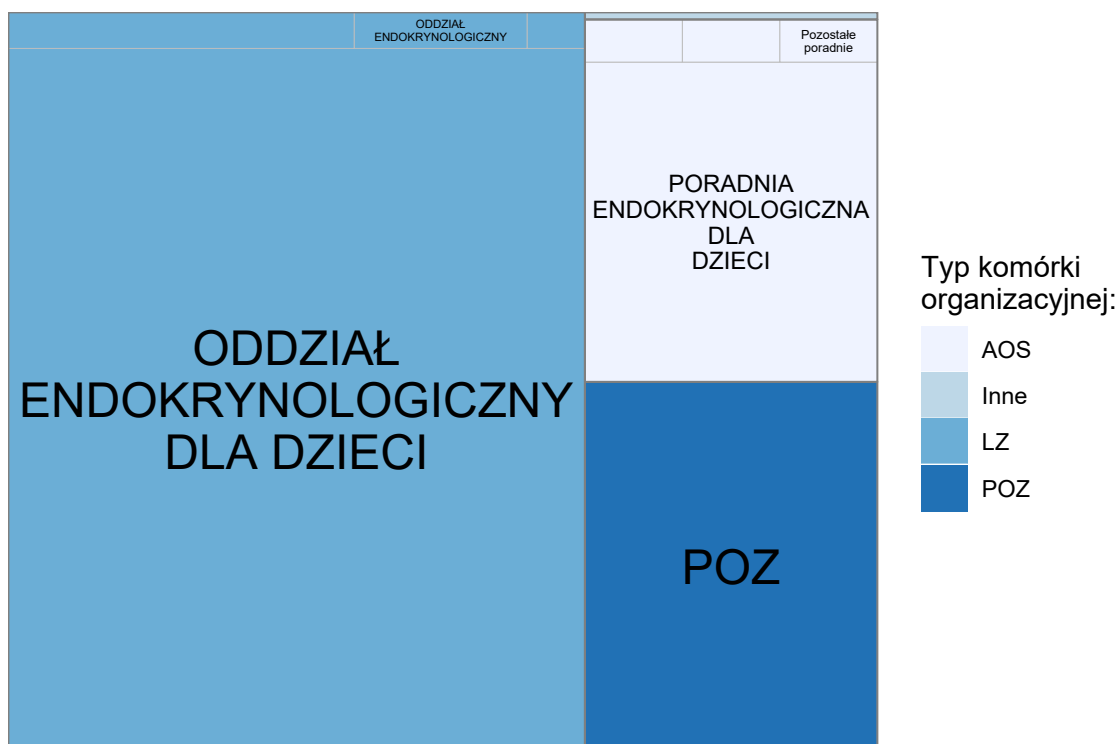 ODDZIAŁ
ENDOKRYNOLOGICZNY
Pozostałe
poradnie
PORADNIA
ENDOKRYNOLOGICZNA
DLA
DZIECI
ODDZIAŁ
ENDOKRYNOLOGICZNY
DLA DZIECI
POZ
Typ komórki
organizacyjnej:
AOS
Inne
LZ
POZ